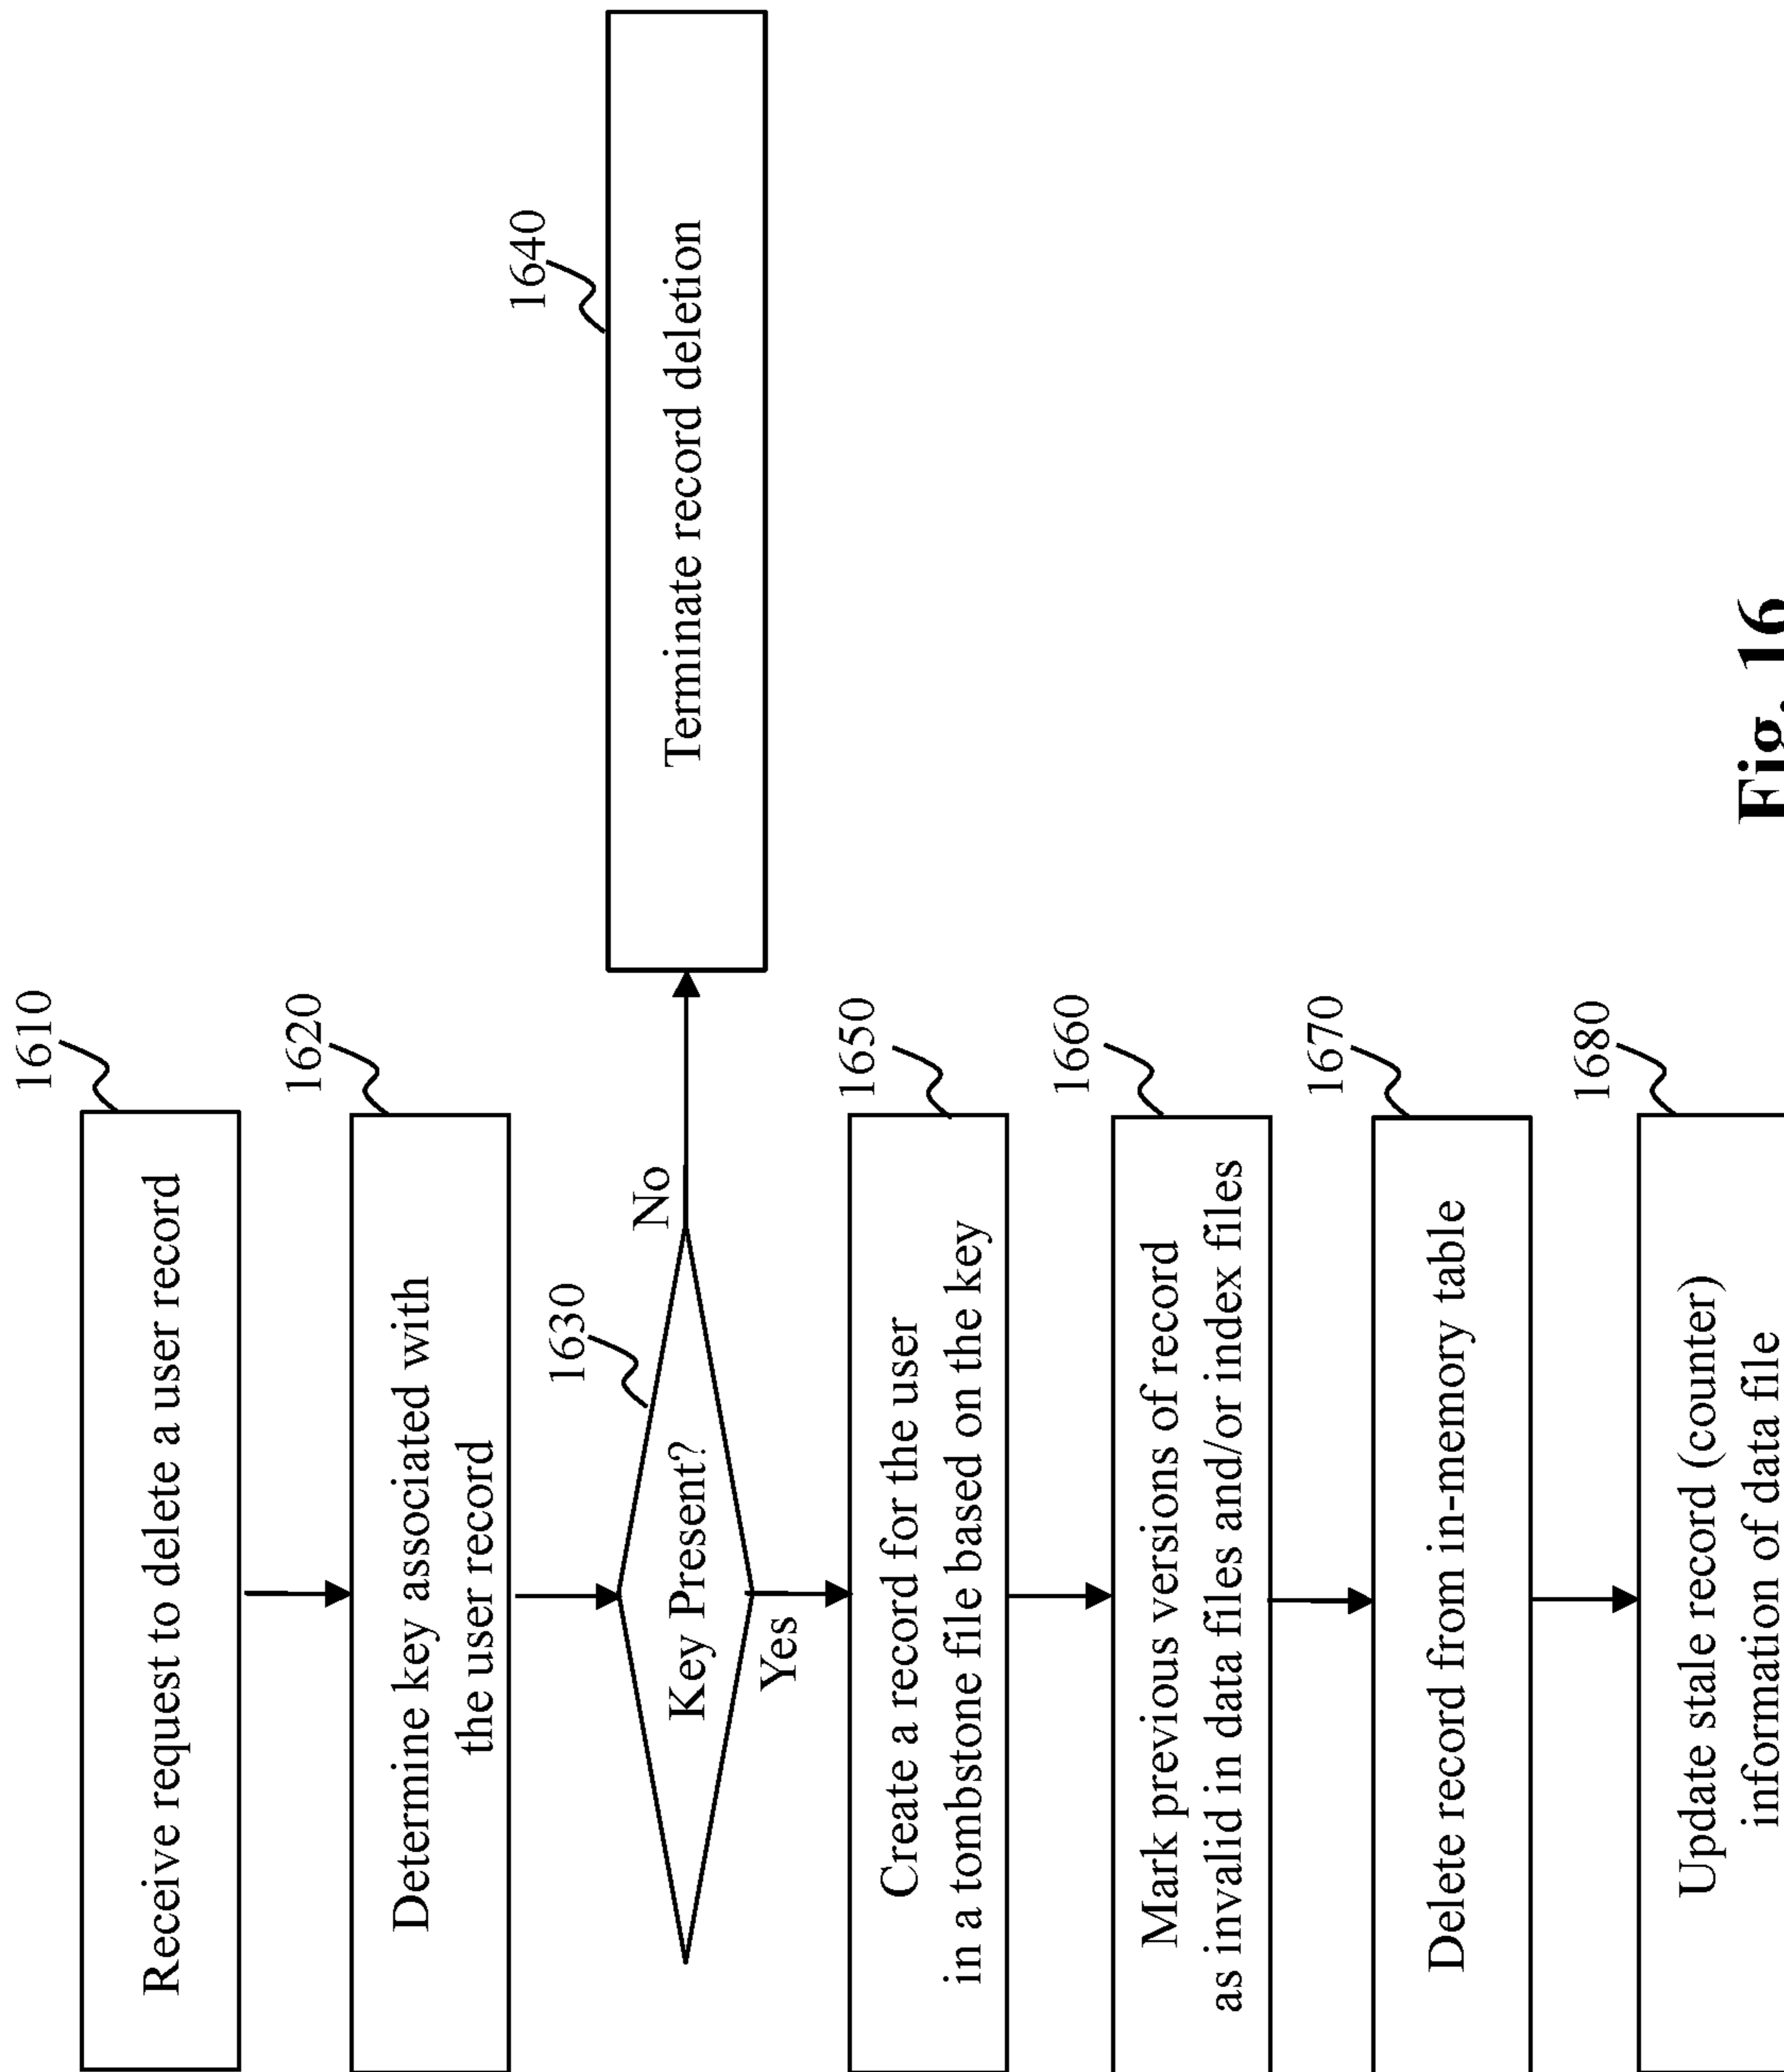 1610
Receive request to delete a user record
1620
Determine key associated with
the user record
1630
Key Present?
No
1640
Terminate record deletion
Yes
1650
Create a record for the user
in a tombstone file based on the key
1660
Mark previous versions of record
as invalid in data files and/or index files
1670
Delete record from in-memory table
1680
Update stale record (counter)
information of data file
Fig. 16